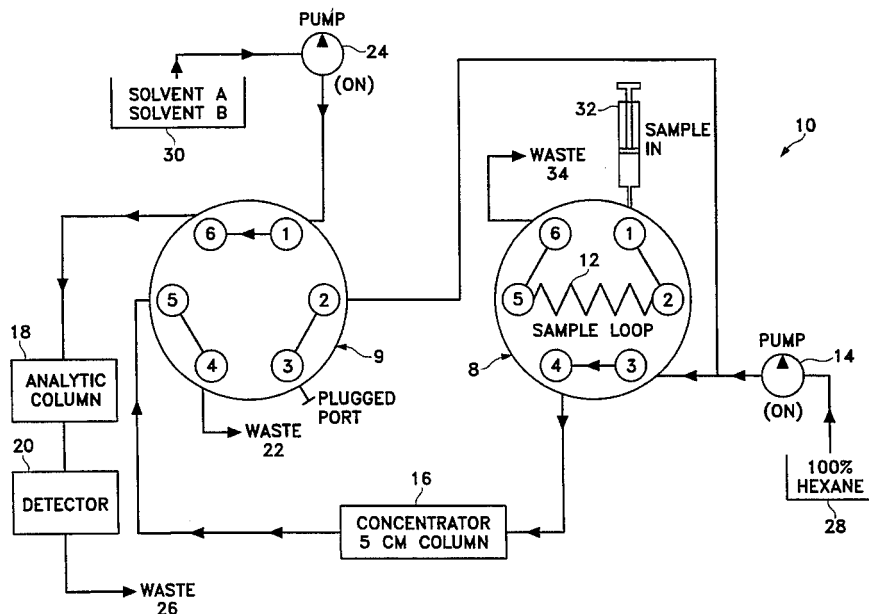 PUMP
24
(ON)
SOLVENT A
SOLVENT B
30
32
SAMPLE
IN
10
WASTE
34
6
1
5
2
4
3
9
PLUGGED
PORT
WASTE
22
6
1
12
5
2
SAMPLE LOOP
4
3
8
PUMP
14
(ON)
100%
HEXANE
28
18
ANALYTIC
COLUMN
20
DETECTOR
16
CONCENTRATOR
5 CM COLUMN
WASTE
26